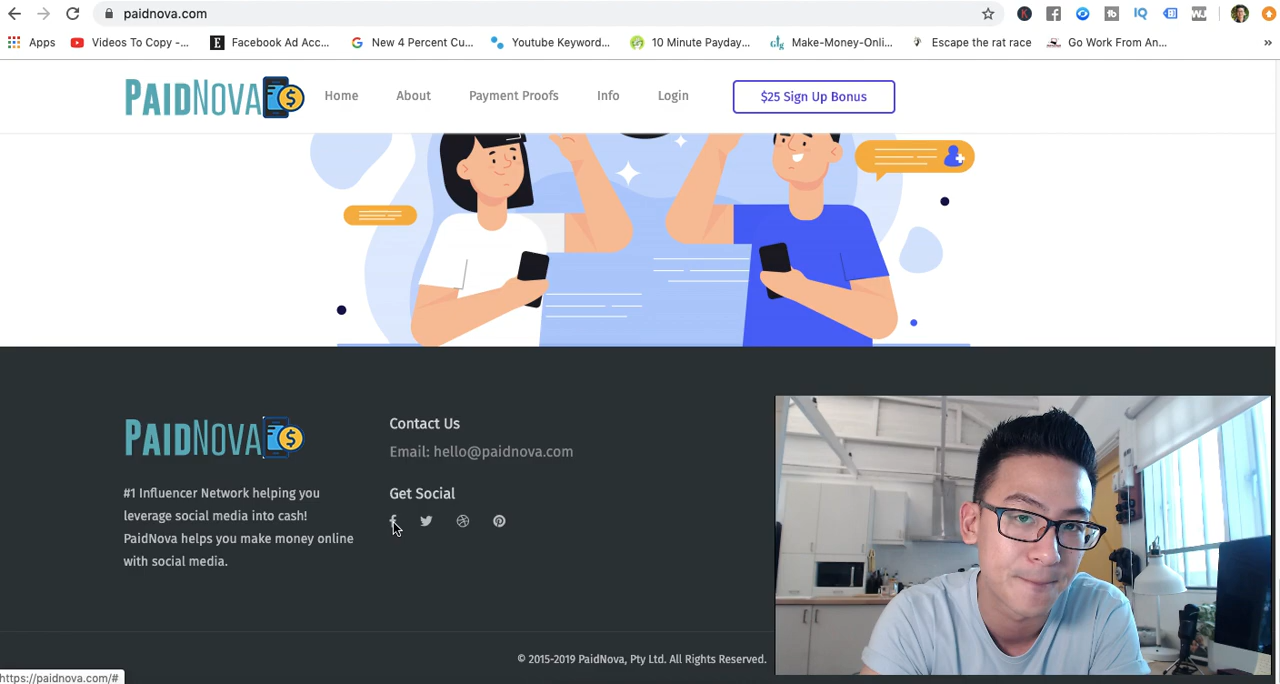 paidnova.com
Apps
Videos To Copy -...
Facebook Ad Acc...
New 4 Percent Cu...
Youtube Keyword...
10 Minute Payday...
Make-Money-Onli...
Escape the rat race
Go Work From An...
»
PAIDNOVA
Home
About
Payment Proofs
Info
Login
$25 Sign Up Bonus
PAIDNOVA
#1 Influencer Network helping you
leverage social media into cash!
PaidNova helps you make money online
with social media.
Contact Us
Email: hello@paidnova.com
Get Social
© 2015-2019 PaidNova, Pty Ltd. All Rights Reserved.
https://paidnova.com/#